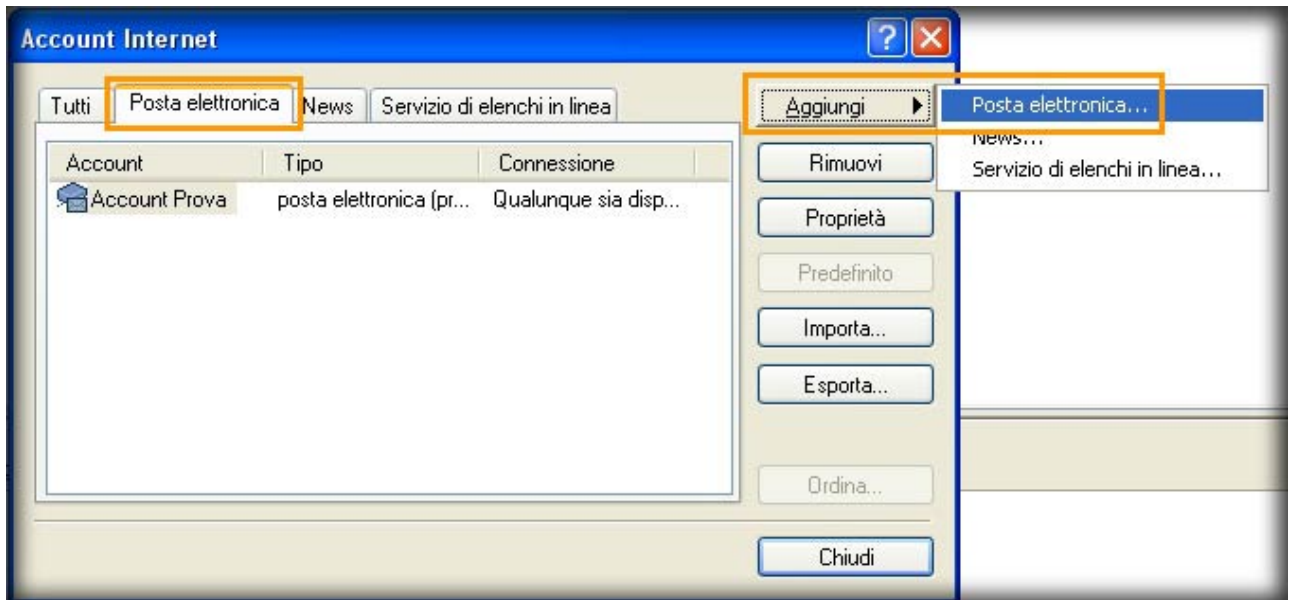 Account Internet
Tutti Posta elettronica News Servizio di elenchi in linea
Aggiungi
Posta elettronica...
News...
Servizio di elenchi in linea...
Account Tipo Connessione
Account Prova posta elettronica (pr... Qualunque sia disp...
Rimuovi
Proprietà
Predefinito
Importa...
Esporta...
Ordina...
Chiudi